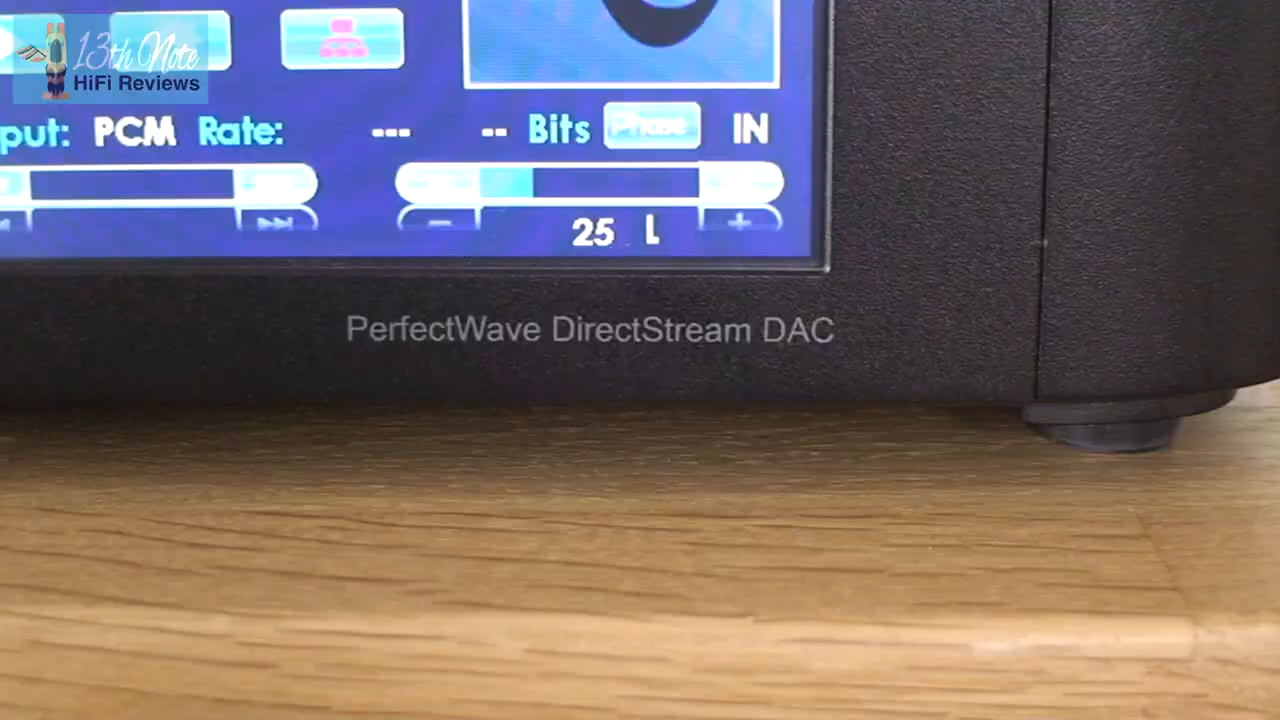 13th Note
HiFi Reviews
put: PCM Rate: --- -- Bits Phase IN
25 L
PerfectWave DirectStream DAC